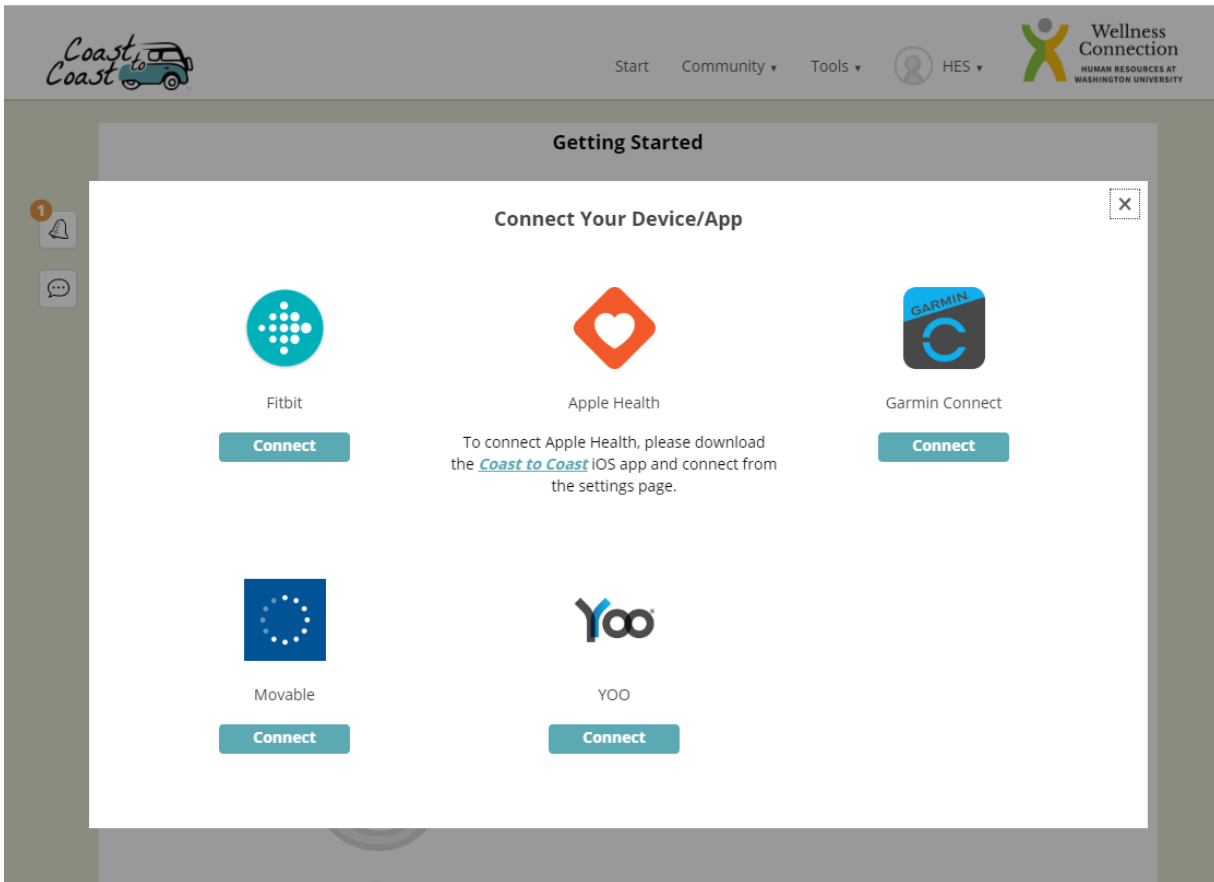 Coast
to
Coast
Start Community ▾ Tools ▾ HES ▾
Wellness
Connection
HUMAN RESOURCES AT
WASHINGTON UNIVERSITY
Getting Started
1
Connect Your Device/App
×
GARMIN
Fitbit
Connect
Apple Health
To connect Apple Health, please download
the Coast to Coast iOS app and connect from
the settings page.
Garmin Connect
Connect
Movable
Connect
Yoo
YOO
Connect